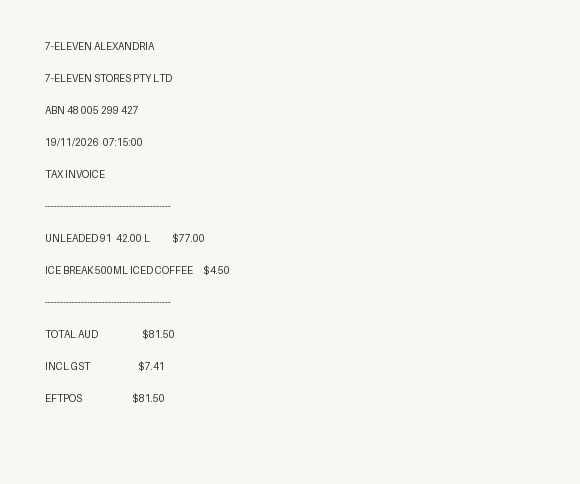 7-ELEVEN ALEXANDRIA
7-ELEVEN STORES PTY LTD
ABN 48 005 299 427
19/11/2026 07:15:00
TAX INVOICE
------------------------------------------
UNLEADED 91 42.00 L $77.00
ICE BREAK 500ML ICED COFFEE $4.50
------------------------------------------
TOTAL AUD $81.50
INCL GST $7.41
EFTPOS $81.50